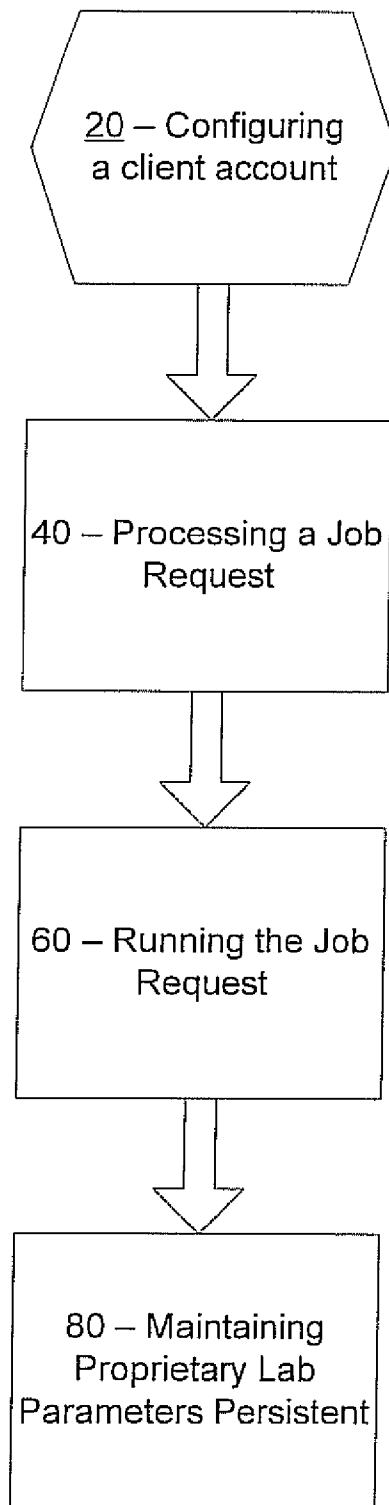 20 – Configuring
a client account
40 – Processing a Job
Request
60 – Running the Job
Request
80 – Maintaining
Proprietary Lab
Parameters Persistent